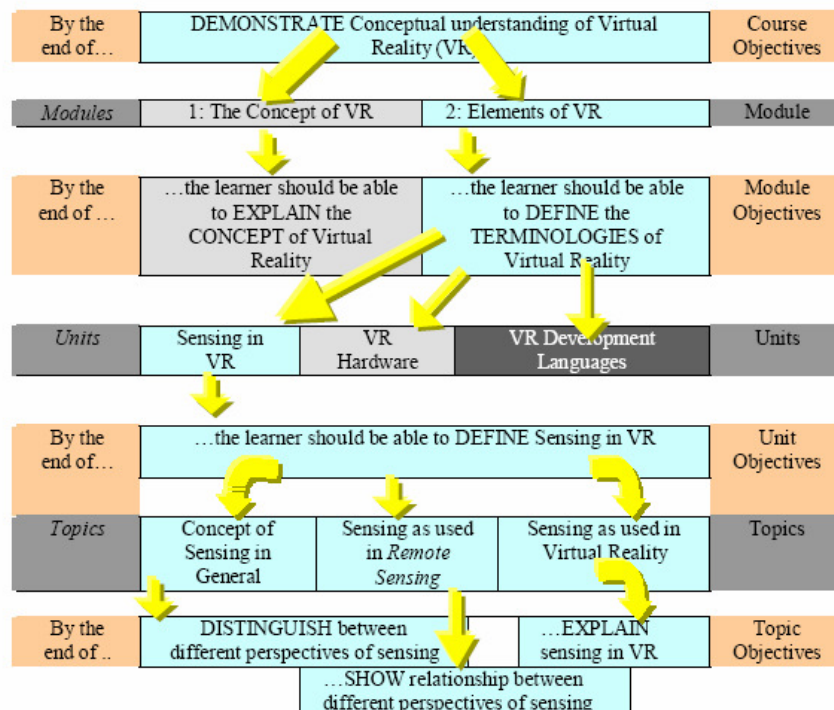 By the end of…
DEMONSTRATE Conceptual understanding of Virtual Reality (VR)
Course Objectives
Modules
1: The Concept of VR
2: Elements of VR
Module
By the end of …
…the learner should be able
to EXPLAIN the
CONCEPT of Virtual
Reality
…the learner should be able
to DEFINE the
TERMINOLOGIES of
Virtual Reality
Module
Objectives
Units
Sensing in
VR
VR
Hardware
VR Development
Languages
Units
By the
end of…
…the learner should be able to DEFINE Sensing in VR
Unit
Objectives
Topics
Concept of
Sensing in
General
Sensing as used
in Remote
Sensing
Sensing as used in
Virtual Reality
Topics
By the
end of ..
DISTINGUISH between
different perspectives of sensing
…EXPLAIN
sensing in VR
Topic
Objectives
…SHOW relationship between
different perspectives of sensing